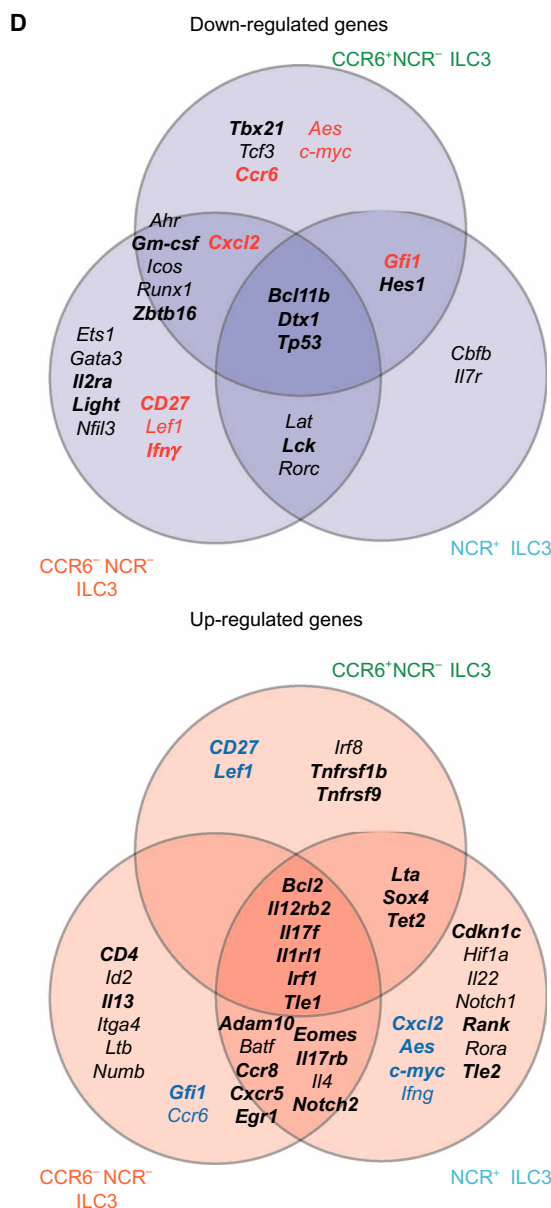 D
Down-regulated genes
CCR6⁺NCR⁻ ILC3
Tbx21 Aes
Tcf3 c-myc
Ccr6
Ahr
Gm-csf Cxcl2
Icos
Runx1
Zbtb16
Gfi1
Hes1
Bcl11b
Dtx1
Tp53
Ets1
Gata3
Il2ra
Light
Nfil3
CD27
Lef1
Ifnγ
Cbfb
Il7r
Lat
Lck
Rorc
NCR⁺ ILC3
CCR6⁻ NCR⁻
ILC3
Up-regulated genes
CCR6⁺NCR⁻ ILC3
CD27
Lef1
Irf8
Tnfrsf1b
Tnfrsf9
Lta
Sox4
Tet2
Bcl2
Il12rb2
Il17f
Il1rl1
Irf1
Tle1
CD4
Id2
Il13
Itga4
Ltb
Numb
Gfi1
Ccr6
Adam10
Batf
Ccr8
Cxcr5
Egr1
Eomes
Il17rb
Il4
Notch2
Cxcl2
Aes
c-myc
Ifng
Cdkn1c
Hif1a
Il22
Notch1
Rank
Rora
Tle2
CCR6⁻ NCR⁻
ILC3
NCR⁺ ILC3